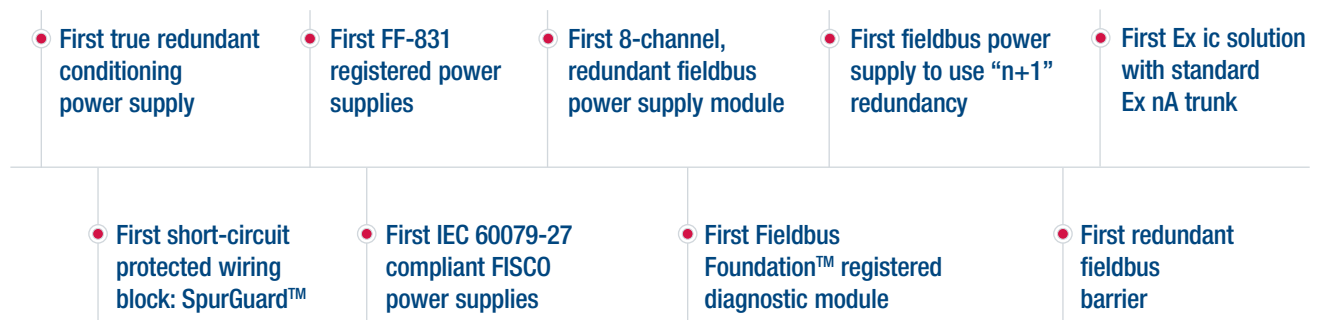 First true redundant
conditioning
power supply
First FF-831
registered power
supplies
First 8-channel,
redundant fieldbus
power supply module
First fieldbus power
supply to use “n+1”
redundancy
First Ex ic solution
with standard
Ex nA trunk
First short-circuit
protected wiring
block: SpurGuard™
First IEC 60079-27
compliant FISCO
power supplies
First Fieldbus
Foundation™ registered
diagnostic module
First redundant
fieldbus
barrier